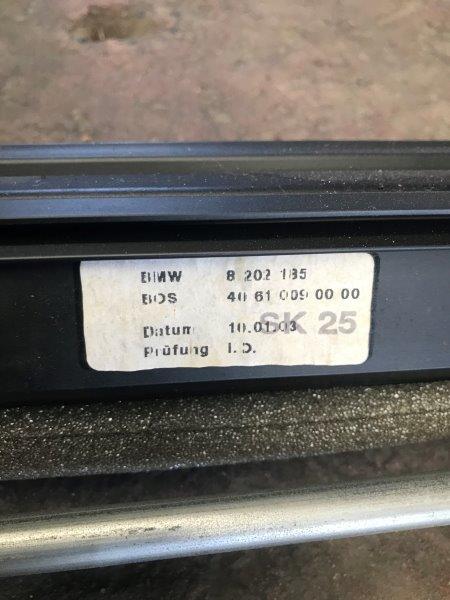 BMW 8 202 185
BOS 40 61 009 00 00
SK 25
Datum 10.01.03
Prüfung I.O.